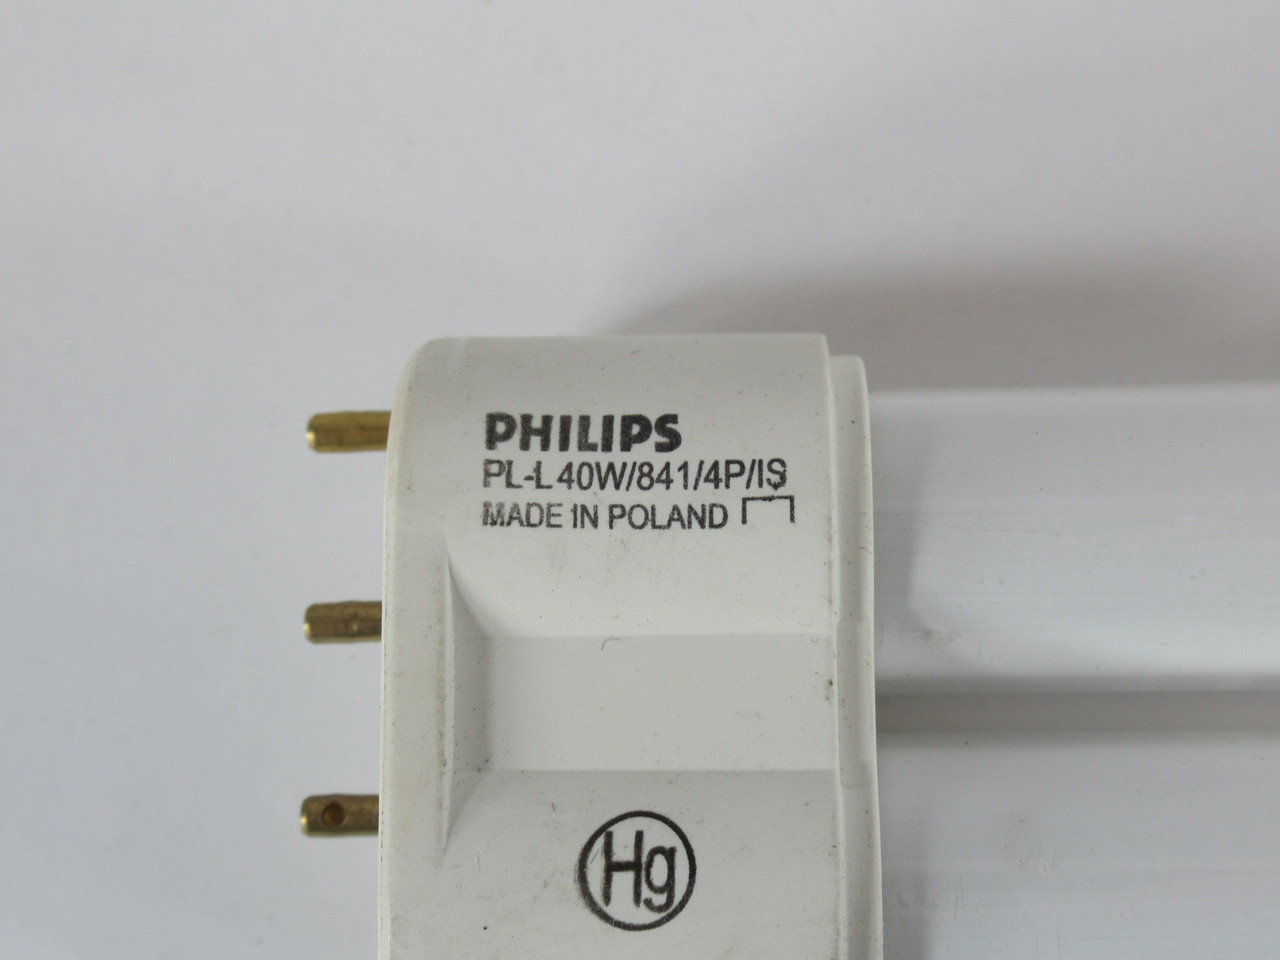 PHILIPS
PL-L 40W/841/4P/IS
MADE IN POLAND
Hg